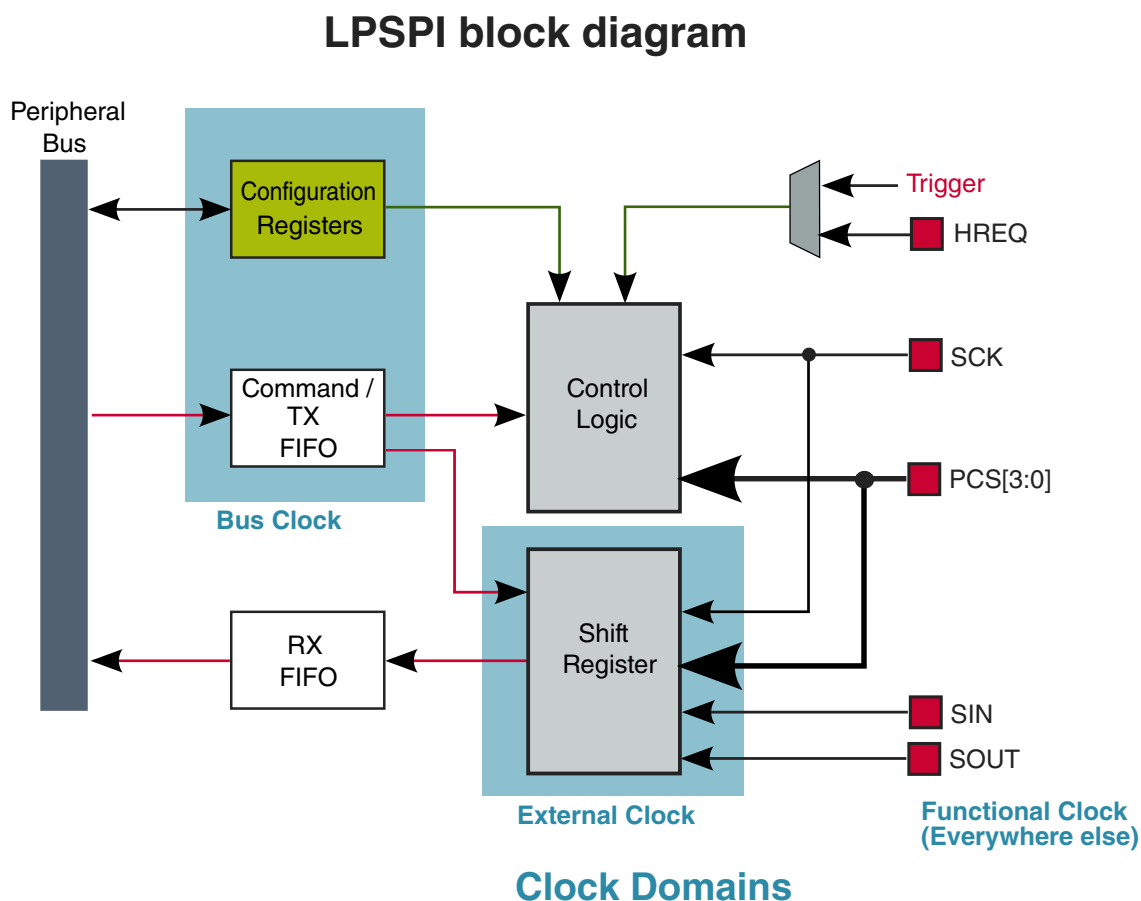 LPSPI block diagram
Peripheral
Bus
Configuration
Registers
Trigger
HREQ
SCK
Command /
TX
FIFO
Control
Logic
PCS[3:0]
Bus Clock
Shift
Register
RX
FIFO
SIN
SOUT
External Clock
Functional Clock
(Everywhere else)
Clock Domains